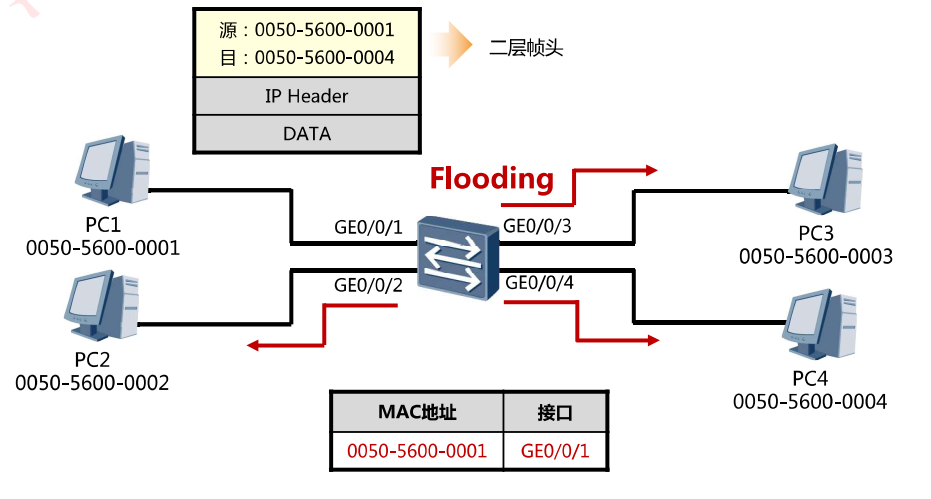 源：0050-5600-0001
目：0050-5600-0004
二层帧头
IP Header
DATA
Flooding
PC1
0050-5600-0001
GE0/0/1
GE0/0/3
PC3
0050-5600-0003
GE0/0/2
GE0/0/4
PC2
0050-5600-0002
PC4
0050-5600-0004
MAC地址 接口
0050-5600-0001 GE0/0/1